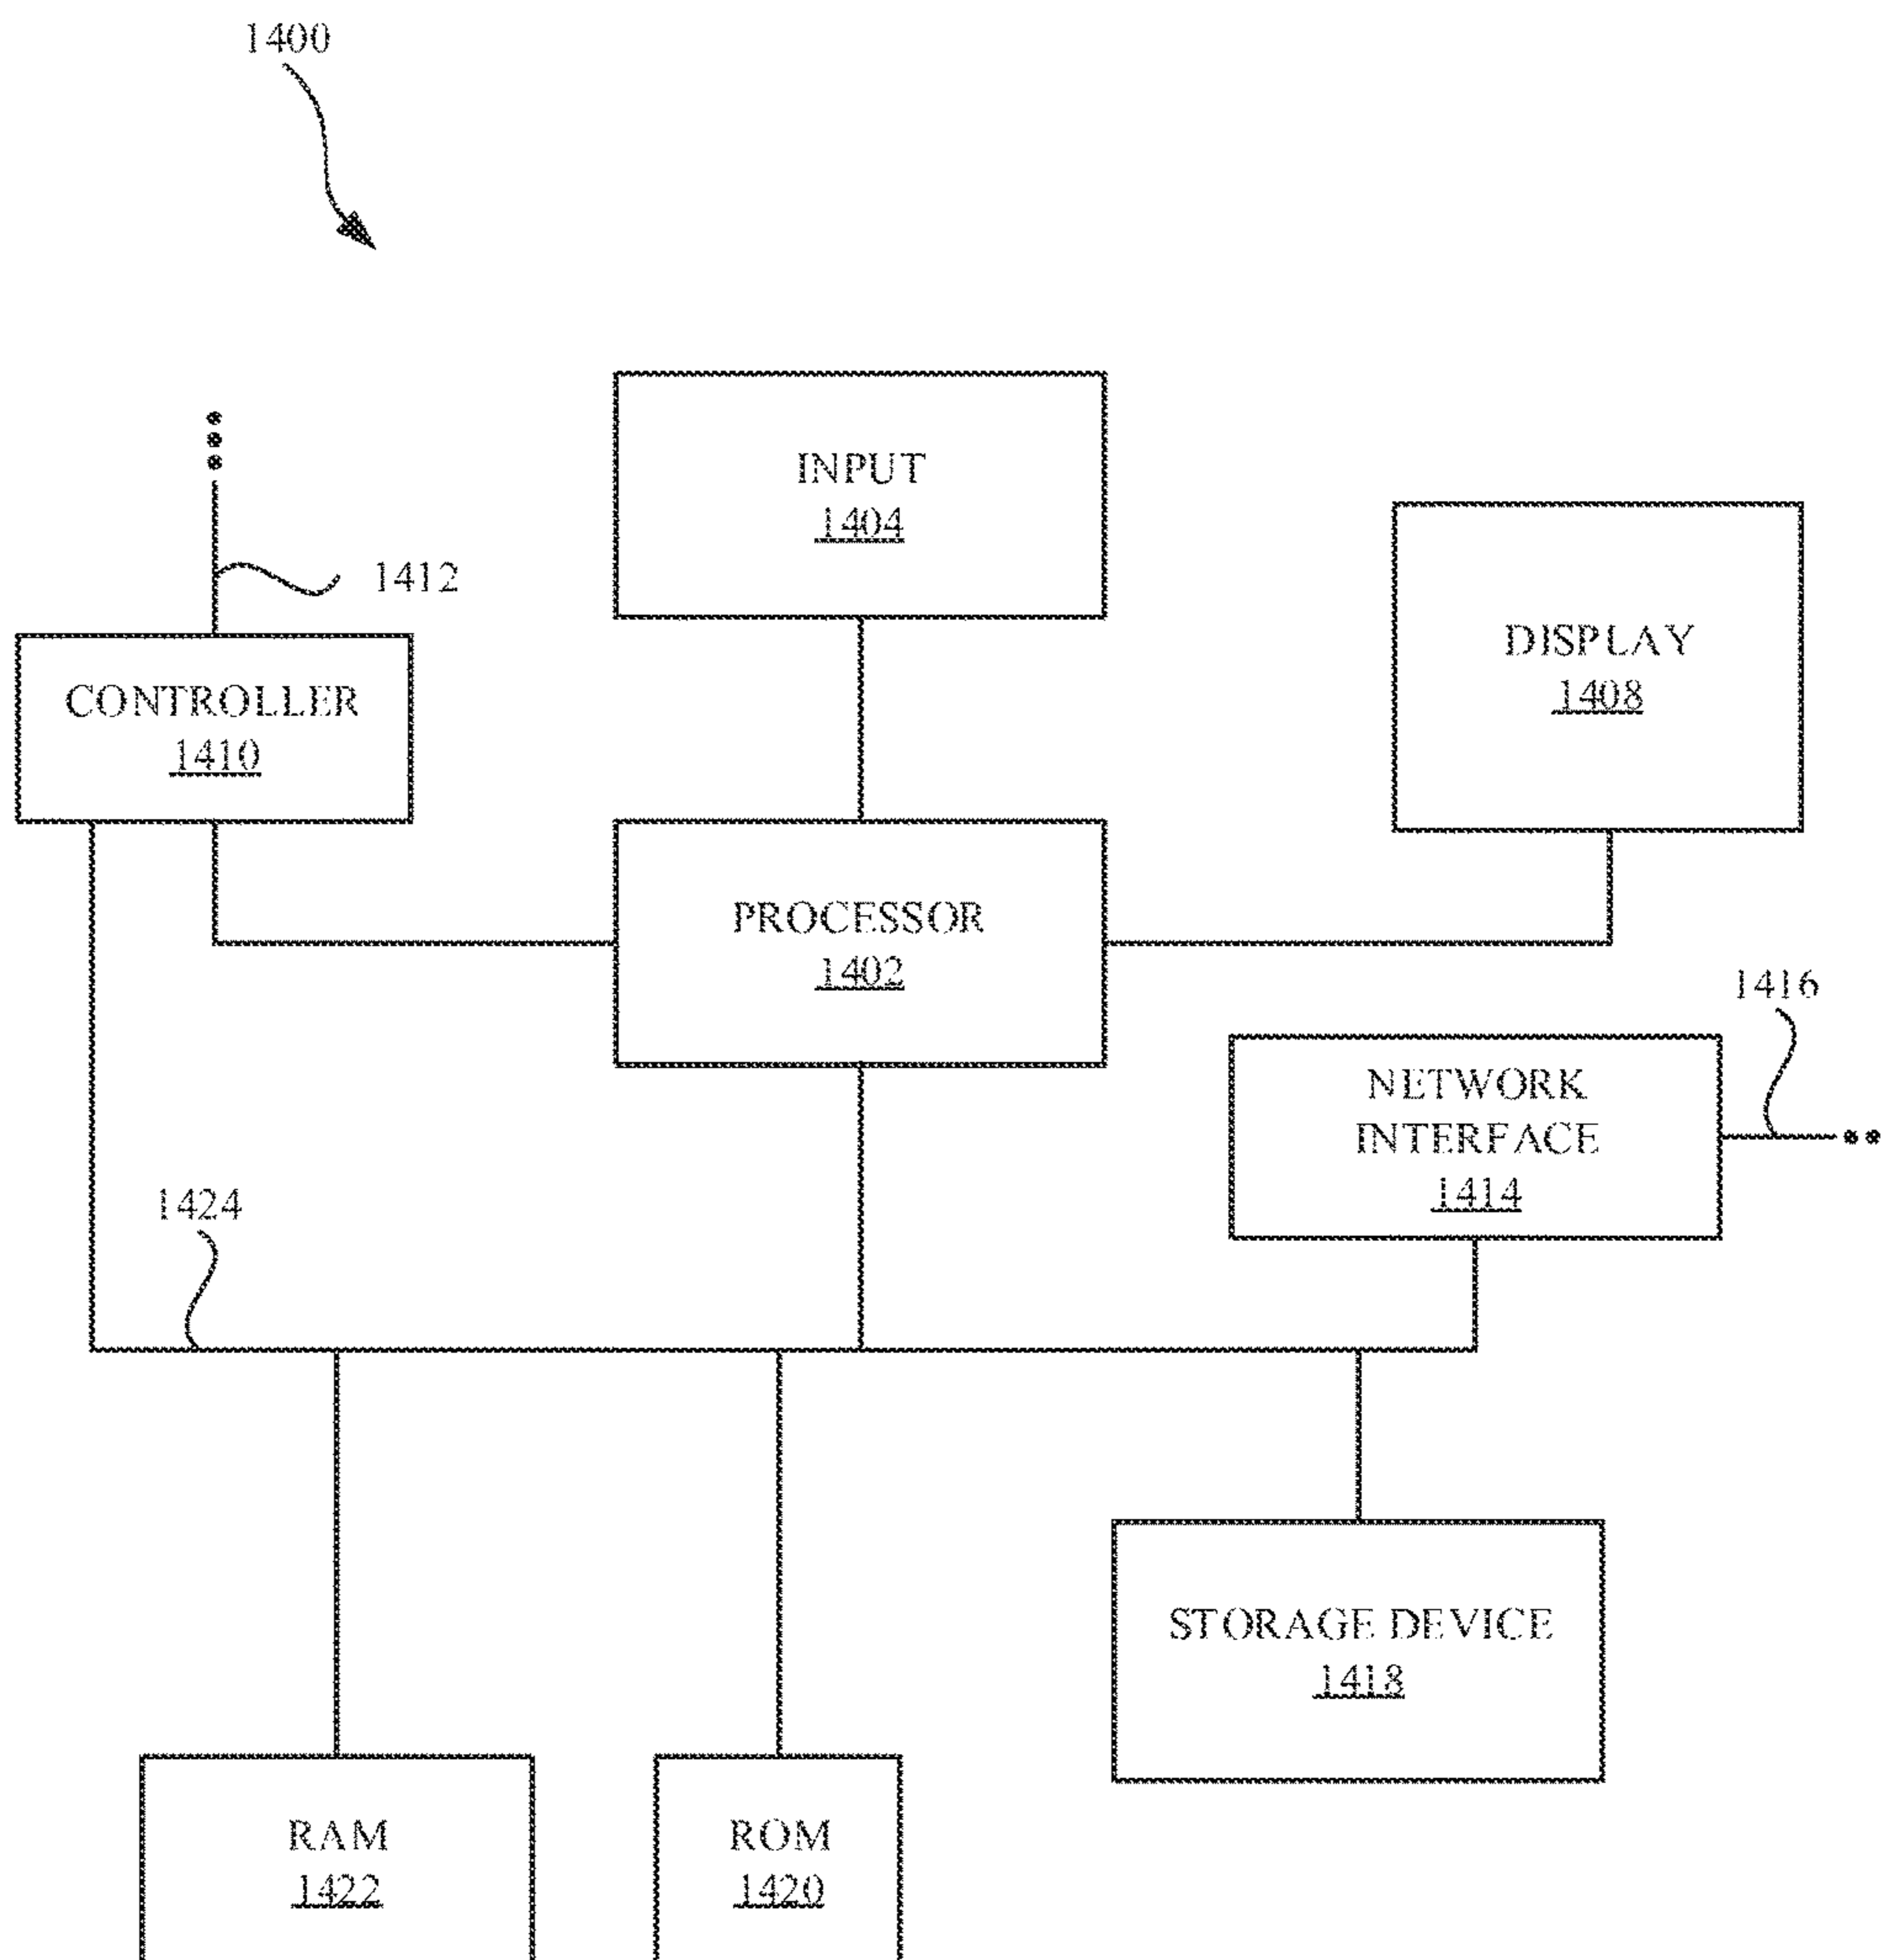 1400
INPUT
1404
DISPLAY
1408
1412
CONTROLLER
1410
PROCESSOR
1402
1416
NETWORK
INTERFACE
1414
1424
STORAGE DEVICE
1418
RAM
1422
ROM
1420